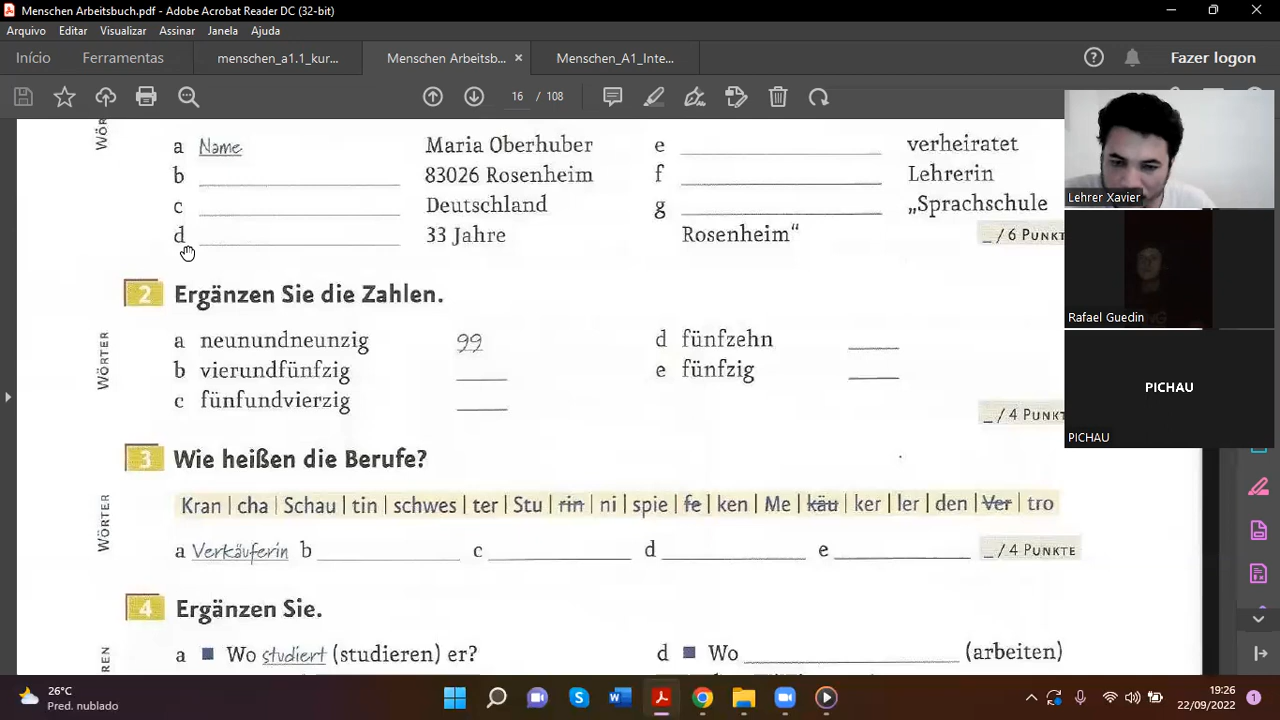 Menschen Arbeitsbuch.pdf - Adobe Acrobat Reader DC (32-bit)
Arquivo Editar Visualizar Assinar Janela Ajuda
Início Ferramentas menschen_a1.1_kur... Menschen Arbeitsb... × Menschen_A1_Inte... Fazer logon
16 / 108
WÖR
a Name Maria Oberhuber e verheiratet
b 83026 Rosenheim f Lehrerin
c Deutschland g „Sprachschule
d 33 Jahre Rosenheim“ _ / 6 PUNKT
2 Ergänzen Sie die Zahlen.
WÖRTER
a neunundneunzig 99 d fünfzehn
b vierundfünfzig e fünfzig
c fünfundvierzig
_ / 4 PUNKT
3 Wie heißen die Berufe?
WÖRTER
Kran | cha | Schau | tin | schwes | ter | Stu | rin | ni | spie | fe | ken | Me | käu | ker | ler | den | Ver | tro
a Verkäuferin b c d e _ / 4 PUNKTE
4 Ergänzen Sie.
REN
a Wo studiert (studieren) er? d Wo (arbeiten)
Lehrer Xavier
Rafael Guedin
PICHAU
PICHAU
26°C
Pred. nublado
19:26
22/09/2022
1